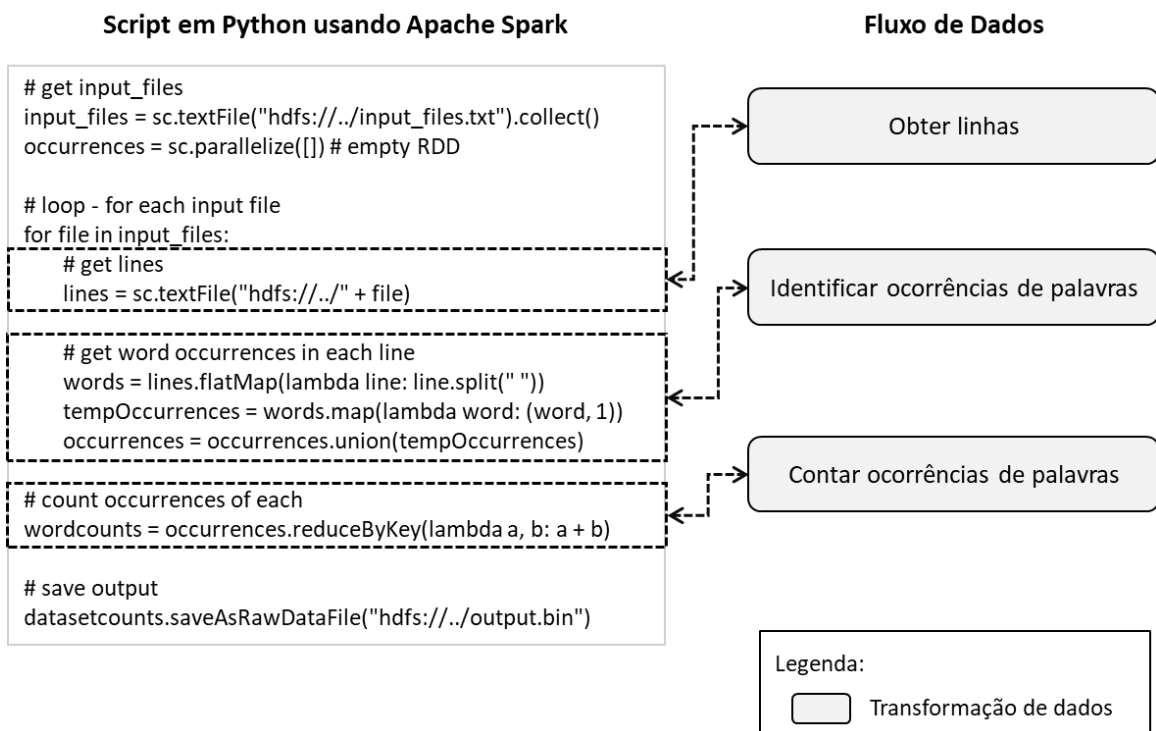 Script em Python usando Apache Spark
# get input_files
input_files = sc.textFile("hdfs://../input_files.txt").collect()
occurrences = sc.parallelize([]) # empty RDD
# loop - for each input file
for file in input_files:
# get lines
lines = sc.textFile("hdfs://../" + file)
# get word occurrences in each line
words = lines.flatMap(lambda line: line.split(" "))
tempOccurrences = words.map(lambda word: (word, 1))
occurrences = occurrences.union(tempOccurrences)
# count occurrences of each
wordcounts = occurrences.reduceByKey(lambda a, b: a + b)
# save output
datasetcounts.saveAsRawDataFile("hdfs://../output.bin")
Fluxo de Dados
Obter linhas
Identificar ocorrências de palavras
Contar ocorrências de palavras
Legenda:
Transformação de dados